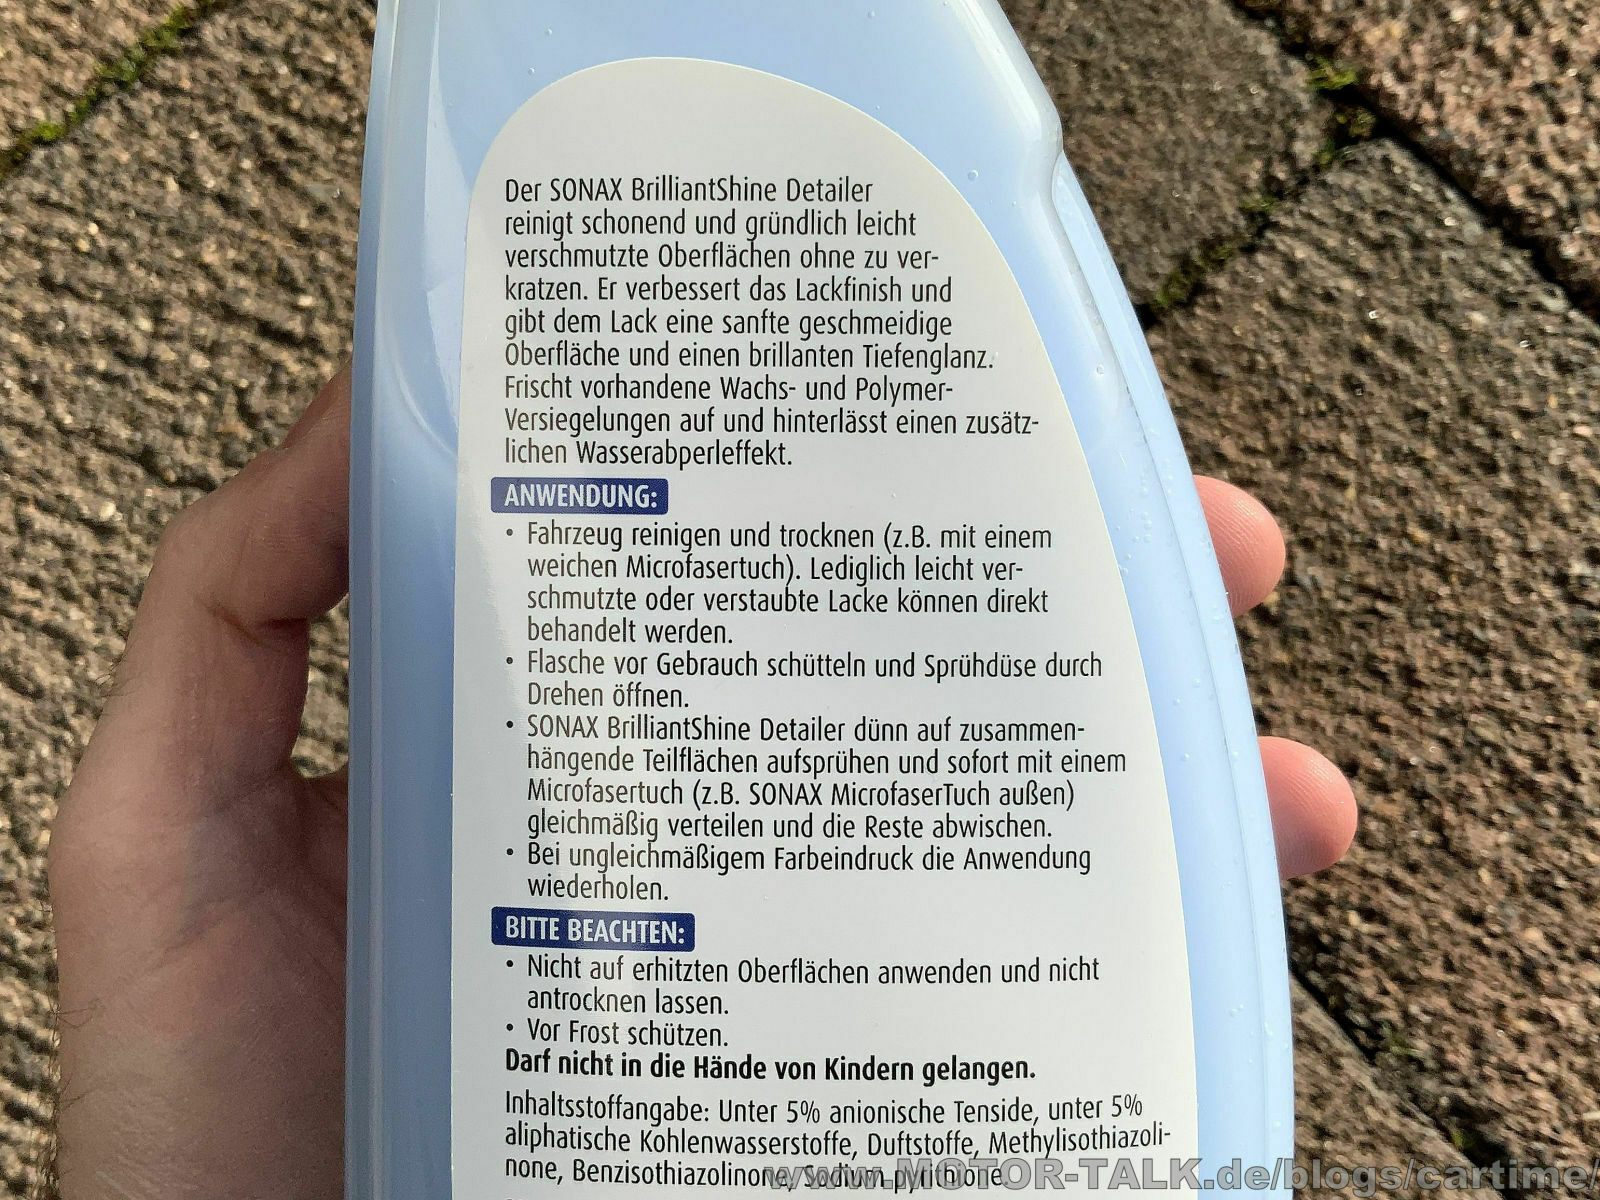 Der SONAX BrilliantShine Detailer
reinigt schonend und gründlich leicht
verschmutzte Oberflächen ohne zu ver-
kratzen. Er verbessert das Lackfinish und
gibt dem Lack eine sanfte geschmeidige
Oberfläche und einen brillanten Tiefenglanz.
Frischt vorhandene Wachs- und Polymer-
Versiegelungen auf und hinterlässt einen zusätz-
lichen Wasserabperleffekt.
ANWENDUNG:
• Fahrzeug reinigen und trocknen (z.B. mit einem
weichen Microfasertuch). Lediglich leicht ver-
schmutzte oder verstaubte Lacke können direkt
behandelt werden.
• Flasche vor Gebrauch schütteln und Sprühdüse durch
Drehen öffnen.
• SONAX BrilliantShine Detailer dünn auf zusammen-
hängende Teilflächen aufsprühen und sofort mit einem
Microfasertuch (z.B. SONAX MicrofaserTuch außen)
gleichmäßig verteilen und die Reste abwischen.
• Bei ungleichmäßigem Farbeindruck die Anwendung
wiederholen.
BITTE BEACHTEN:
• Nicht auf erhitzten Oberflächen anwenden und nicht
antrocknen lassen.
• Vor Frost schützen.
Darf nicht in die Hände von Kindern gelangen.
Inhaltsstoffangabe: Unter 5% anionische Tenside, unter 5%
aliphatische Kohlenwasserstoffe, Duftstoffe, Methylisothiazoli-
none, Benzisothiazolinone, Sodium pyrithione
www.MOTOR-TALK.de/blogs/cartime/